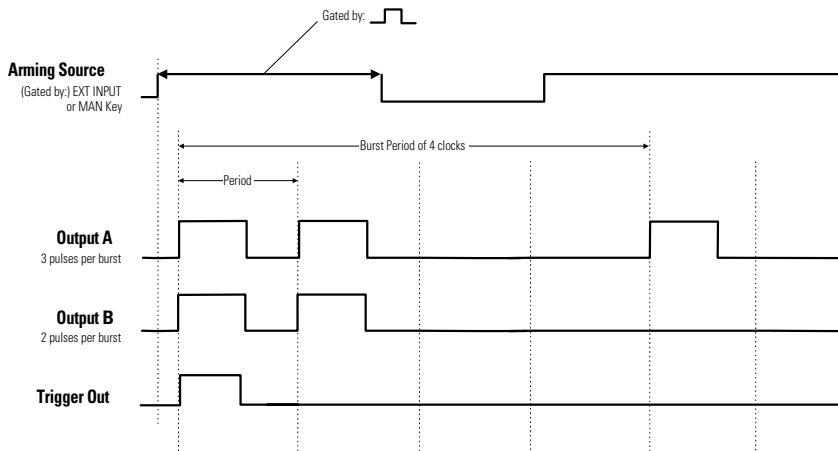 Gated by:
Arming Source
(Gated by:) EXT INPUT
or MAN Key
Burst Period of 4 clocks
Period
Output A
3 pulses per burst
Output B
2 pulses per burst
Trigger Out